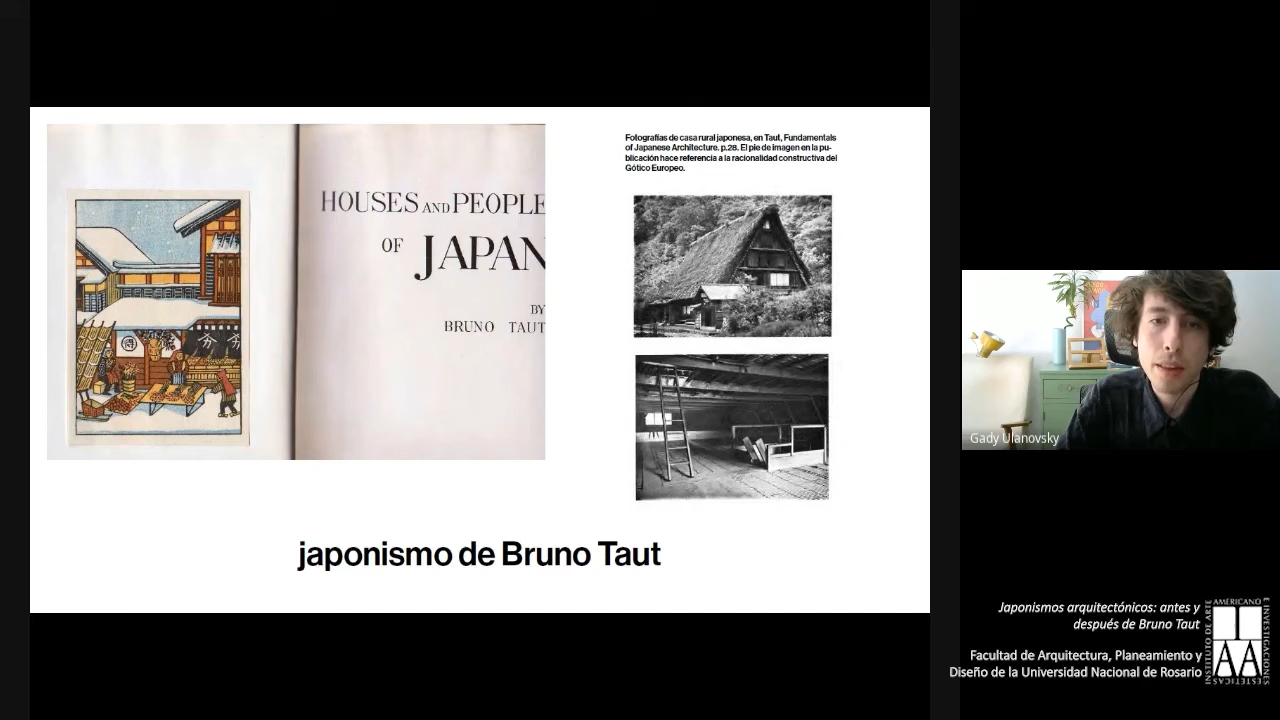 HOUSES AND PEOPLE
OF JAPAN
BY
BRUNO TAUT
Fotografías de casa rural japonesa, en Taut, Fundamentals
of Japanese Architecture. p.28. El pie de imagen en la pu-
blicación hace referencia a la racionalidad constructiva del
Gótico Europeo.
japonismo de Bruno Taut
Gady Ulanovsky
Japonismos arquitectónicos: antes y
después de Bruno Taut
Facultad de Arquitectura, Planeamiento y
Diseño de la Universidad Nacional de Rosario
INSTITUTO DE ARTE
AMERICANO
E INVESTIGACIONES
ESTÉTICAS
IAA